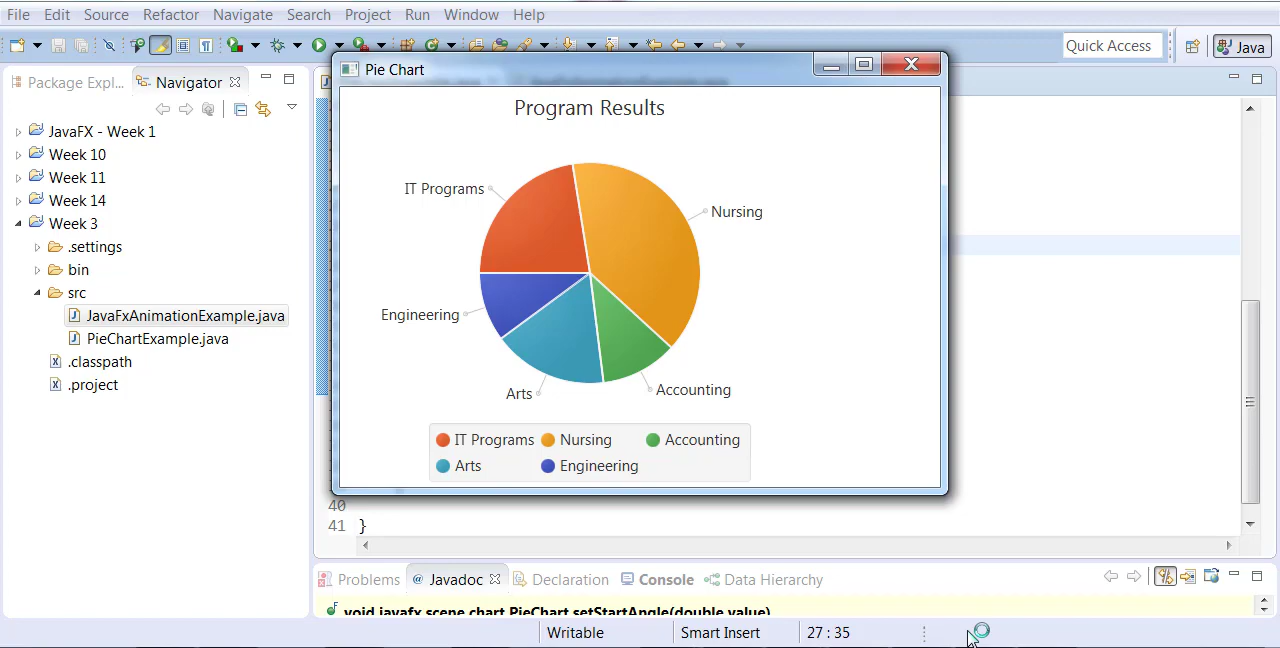 File Edit Source Refactor Navigate Search Project Run Window Help
Quick Access
Java
Package Expl...
Navigator
JavaFX - Week 1
Week 10
Week 11
Week 14
Week 3
.settings
bin
src
JavaFxAnimationExample.java
PieChartExample.java
.classpath
.project
Pie Chart
Program Results
IT Programs
Nursing
Engineering
Arts
Accounting
IT Programs Nursing Accounting
Arts Engineering
40
41 }
Problems @ Javadoc Declaration Console Data Hierarchy
void javafx.scene.chart.PieChart.setStartAngle(double value)
Writable Smart Insert 27 : 35